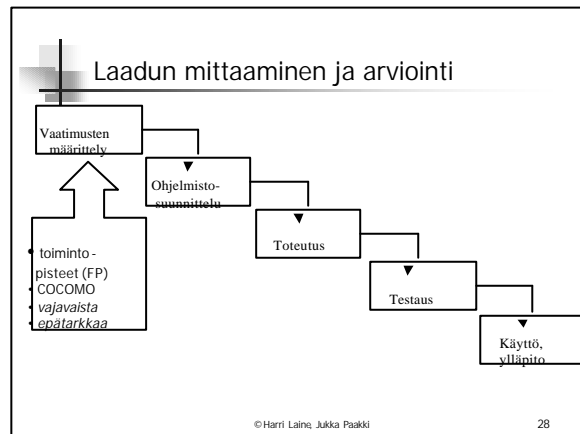 Laadun mittaaminen ja arviointi
Vaatimusten
määrittely
Ohjelmisto-
suunnittelu
Toteutus
Testaus
Käyttö,
ylläpito
• toiminto -
pisteet (FP)
• COCOMO
• vajavaista
• epätarkkaa
© Harri Laine, Jukka Paakki
28